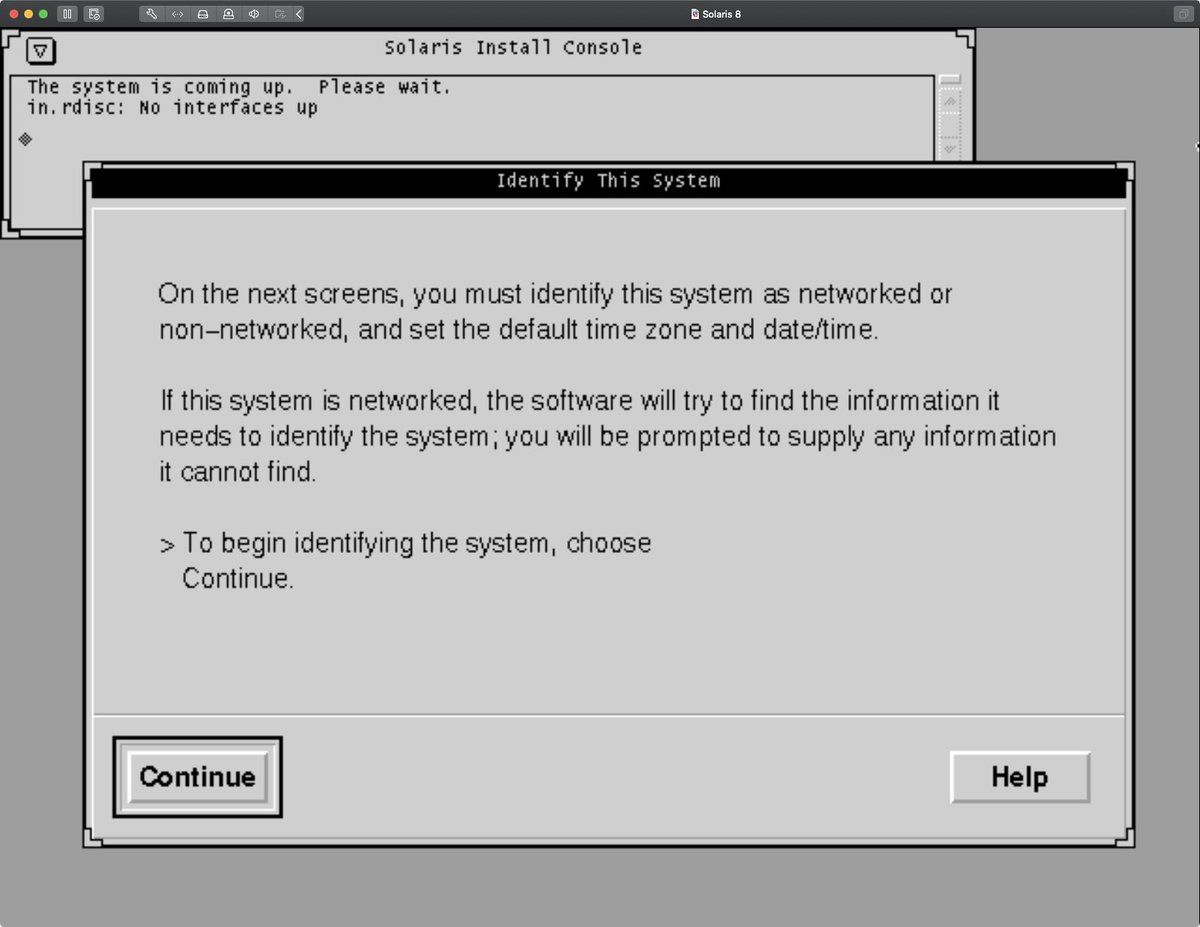 Solaris 8
Solaris Install Console
The system is coming up.  Please wait.
in.rdisc: No interfaces up
Identify This System
On the next screens, you must identify this system as networked or
non-networked, and set the default time zone and date/time.
If this system is networked, the software will try to find the information it
needs to identify the system; you will be prompted to supply any information
it cannot find.
> To begin identifying the system, choose
Continue.
Continue
Help